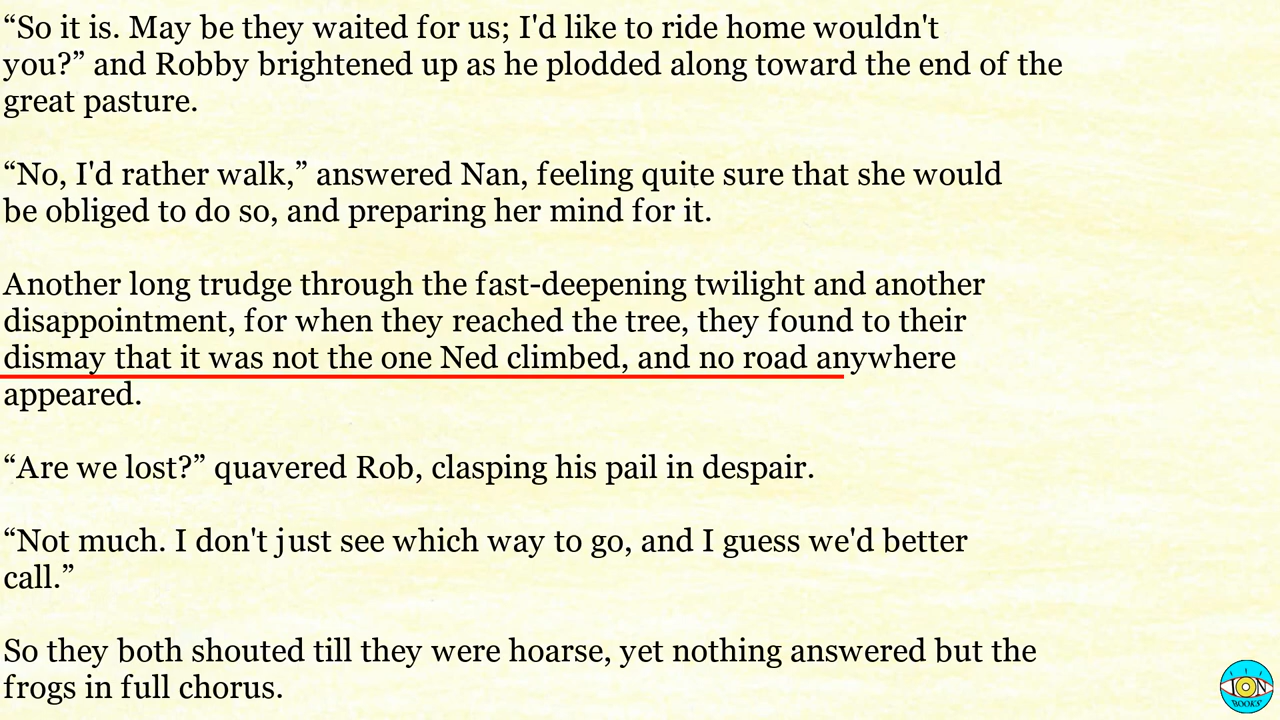 “So it is. May be they waited for us; I'd like to ride home wouldn't
you?” and Robby brightened up as he plodded along toward the end of the
great pasture.
“No, I'd rather walk,” answered Nan, feeling quite sure that she would
be obliged to do so, and preparing her mind for it.
Another long trudge through the fast-deepening twilight and another
disappointment, for when they reached the tree, they found to their
dismay that it was not the one Ned climbed, and no road anywhere
appeared.
“Are we lost?” quavered Rob, clasping his pail in despair.
“Not much. I don't just see which way to go, and I guess we'd better
call.”
So they both shouted till they were hoarse, yet nothing answered but the
frogs in full chorus.
ION
BOOKS